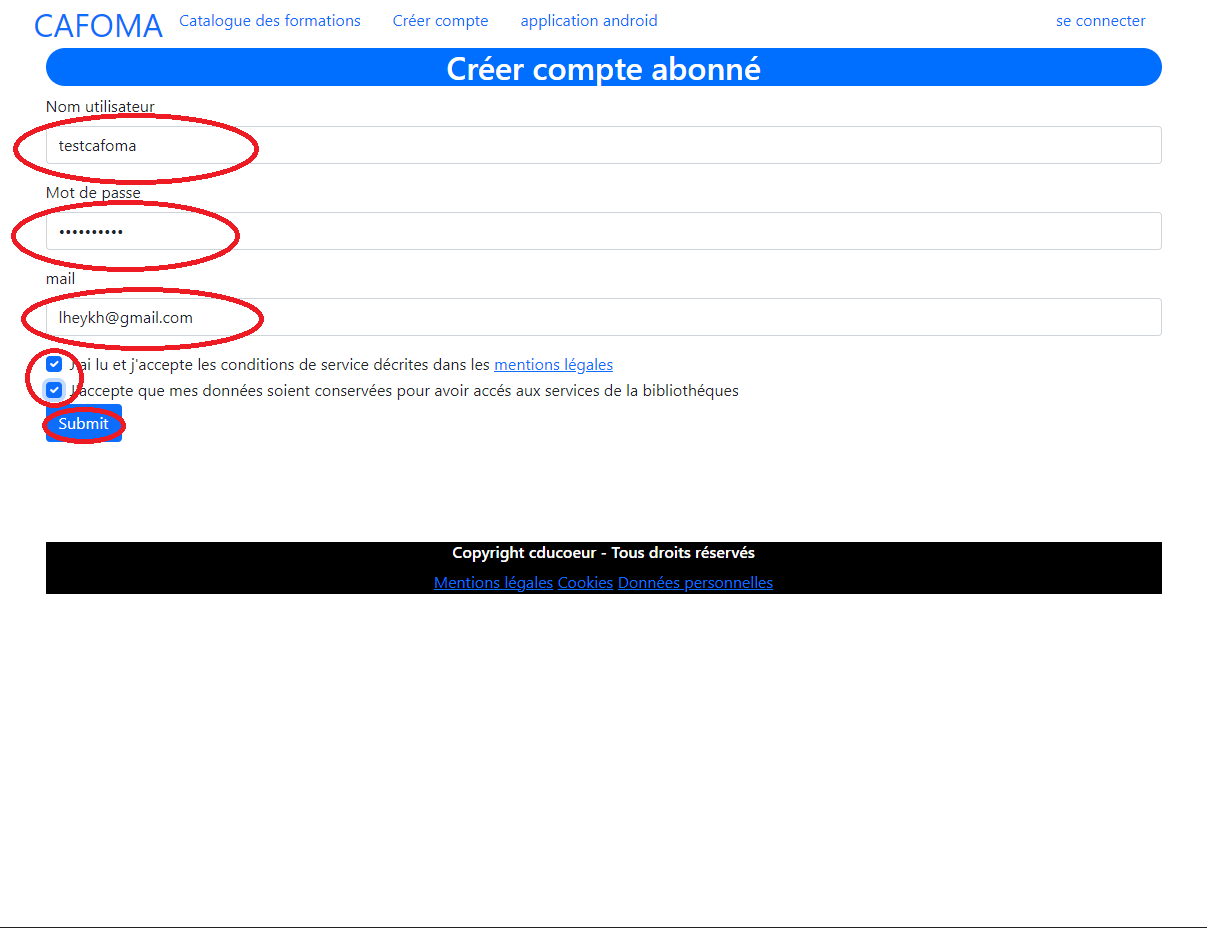 CAFOMA Catalogue des formations Créer compte application android se connecter
Créer compte abonné
Nom utilisateur
testcafoma
Mot de passe
••••••••••
mail
lheykh@gmail.com
J'ai lu et j'accepte les conditions de service décrites dans les mentions légales
J'accepte que mes données soient conservées pour avoir accés aux services de la bibliothéques
Submit
Copyright cducoeur - Tous droits réservés
Mentions légales Cookies Données personnelles